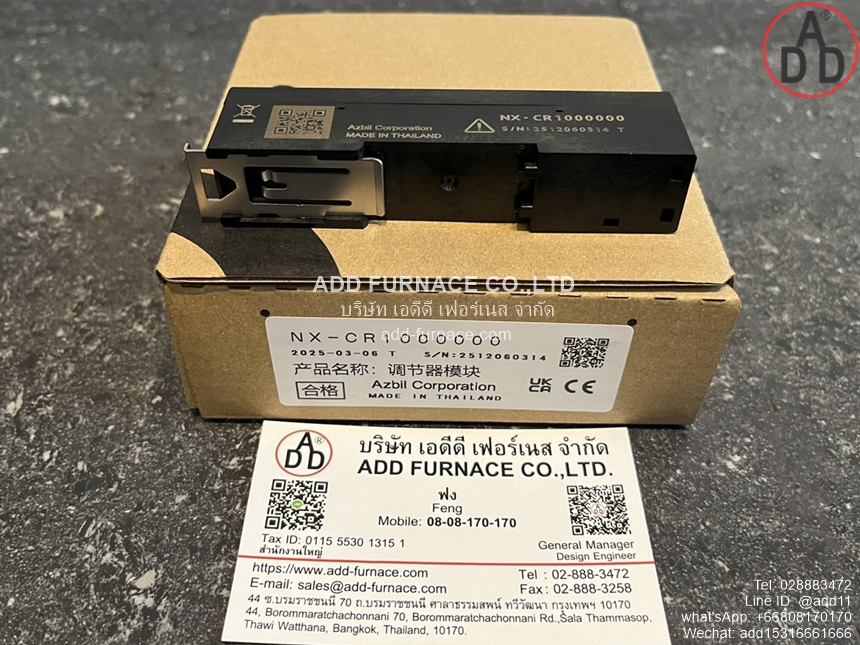 ADD ®
NX-CR1000000
S/N:2512060314 T
Azbil Corporation
MADE IN THAILAND
ADD FURNACE CO.,LTD
บริษัท เอดีดี เฟอร์เนส จำกัด
add-furnace.com
NX-CR1000000
2025-03-06 T S/N:2512060314
产品名称: 调节器模块
合格 Azbil Corporation UK CA CE
MADE IN THAILAND
ADD ®
บริษัท เอดีดี เฟอร์เนส จำกัด
ADD FURNACE CO.,LTD.
ฟง
Feng
Mobile: 08-08-170-170
Tax ID: 0115 5530 1315 1
สำนักงานใหญ่
General Manager
Design Engineer
https://www.add-furnace.com
E-mail: sales@add-furnace.com
Tel : 02-888-3472
Fax : 02-888-3258
44 ซ.บรมราชชนนี 70 ถ.บรมราชชนนี ศาลาธรรมสพน์ ทวีวัฒนา กรุงเทพฯ 10170
44, Borommaratchachonnani 70, Borommaratchachonnani Rd.,Sala Thammasop,
Thawi Watthana, Bangkok, Thailand, 10170.
Tel: 028883472
Line ID: @add11
what'sApp: +66808170170
Wechat: add15316661666